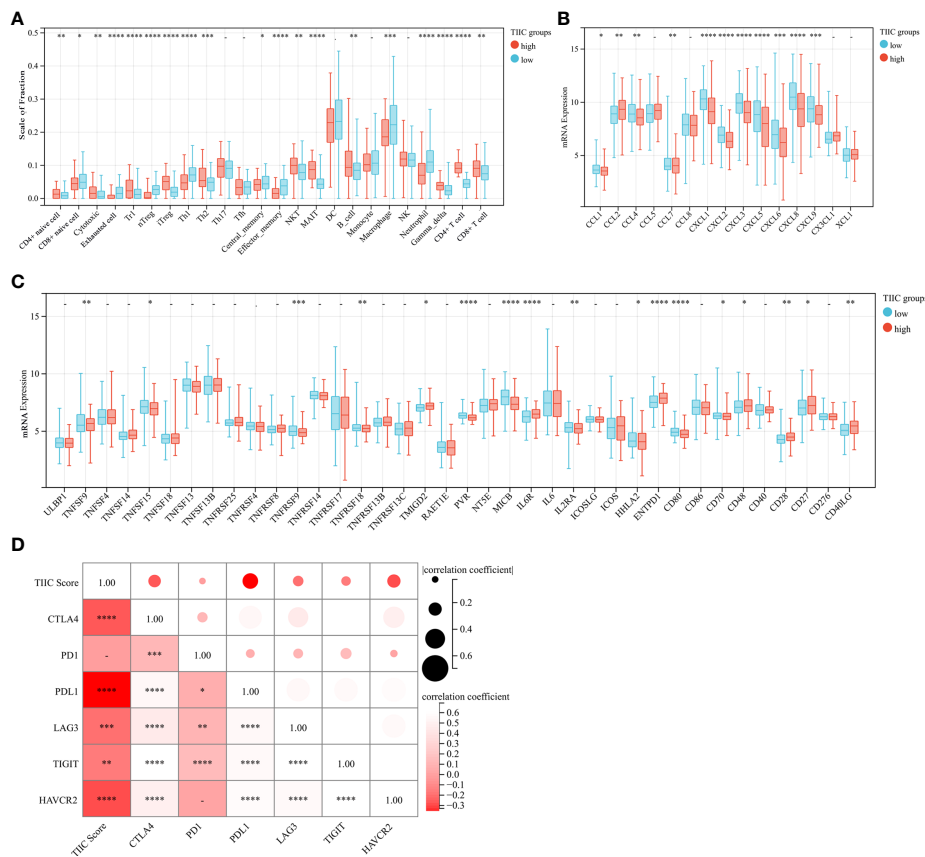 A
** * ** **** **** **** **** *** *** - - * **** ** **** - ** - *** - **** **** **** **
TIIC groups
high
low
Scale of Fraction
0.5
0.4
0.3
0.2
0.1
0.0
CD4+ naive cell
CD8+ naive cell
Cytotoxic
Exhausted cell
Tr1
nTreg
iTreg
Th1
Th2
Th17
Tfh
Central_memory
Effector_memory
NKT
MAIT
DC
B_cell
Monocyte
Macrophage
NK
Neutrophil
Gamma_delta
CD4+ T cell
CD8+ T cell
B
* ** ** - ** - **** **** **** **** *** **** *** - -
TIIC groups
low
high
mRNA Expression
15
10
5
CCL1
CCL2
CCL4
CCL5
CCL7
CCL8
CXCL1
CXCL2
CXCL3
CXCL5
CXCL6
CXCL8
CXCL9
CX3CL1
XCL1
C
- ** - - * - - - - - - *** - - ** - - * - **** - **** **** - ** - - * **** **** - * * - ** * - **
TIIC groups
low
high
mRNA Expression
15
10
5
ULBP1
TNFSF9
TNFSF4
TNFSF14
TNFSF15
TNFSF18
TNFSF13
TNFSF13B
TNFRSF25
TNFRSF4
TNFRSF8
TNFRSF9
TNFRSF14
TNFRSF17
TNFRSF18
TNFRSF13B
TNFRSF13C
TMIGD2
RAET1E
PVR
NT5E
MICB
IL6R
IL6
IL2RA
ICOSLG
ICOS
HHLA2
ENTPD1
CD80
CD86
CD70
CD48
CD40
CD28
CD27
CD276
CD40LG
D
TIIC Score 1.00
CTLA4 **** 1.00
PD1 - *** 1.00
PDL1 **** **** * 1.00
LAG3 *** **** ** **** 1.00
TIGIT ** **** **** **** **** 1.00
HAVCR2 **** **** - **** **** **** 1.00
TIIC Score
CTLA4
PD1
PDL1
LAG3
TIGIT
HAVCR2
|correlation coefficient|
0.2
0.4
0.6
correlation coefficient
0.6
0.5
0.4
0.3
0.2
0.1
0.0
−0.1
−0.2
−0.3